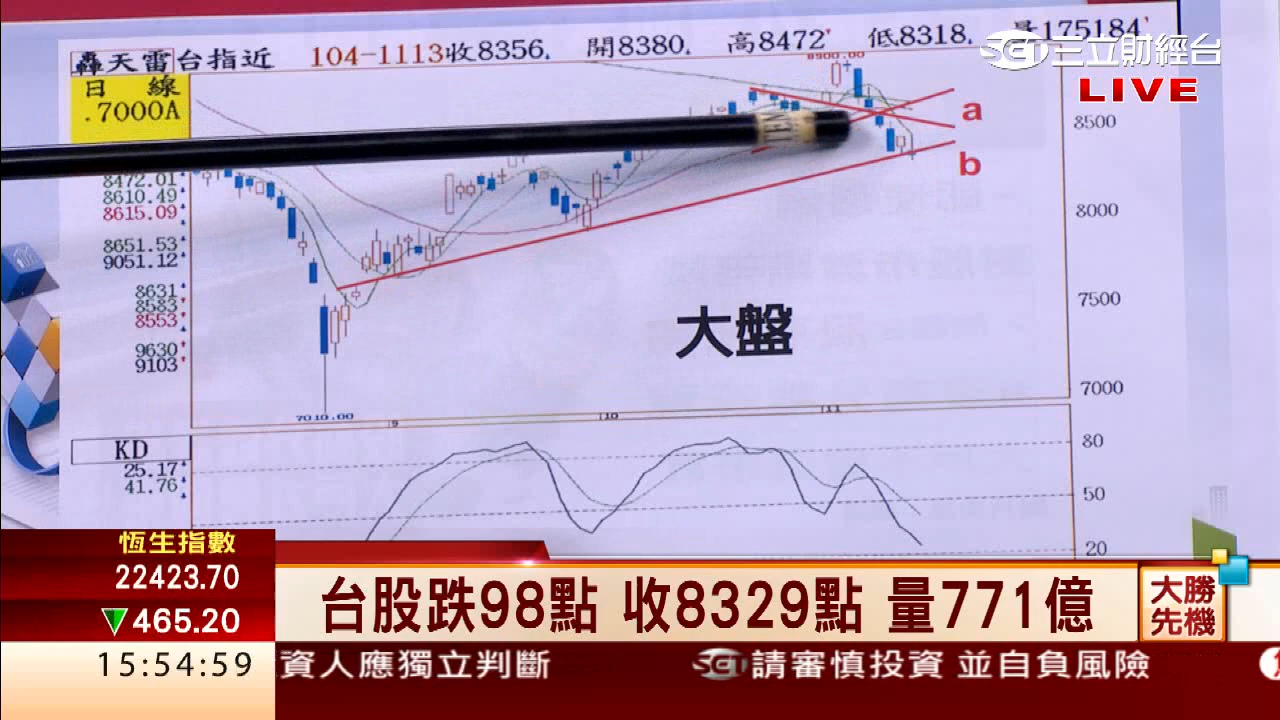 轟天雷台指近 104-1113收8356. 開8380. 高8472 低8318. 量175184
三立財經台
LIVE
日 線
.7000A
8900.00
a
b
8500
8000
7500
7000
8472.01
8610.49
8615.09
8651.53
9051.12
8631
8583
8553
9630
9103
TEN
大盤
7010.00
9
10
11
KD
25.17
41.76
80
50
20
恆生指數
22423.70
▼465.20
15:54:59
台股跌98點 收8329點 量771億
大勝
先機
資人應獨立判斷 SET請審慎投資 並自負風險